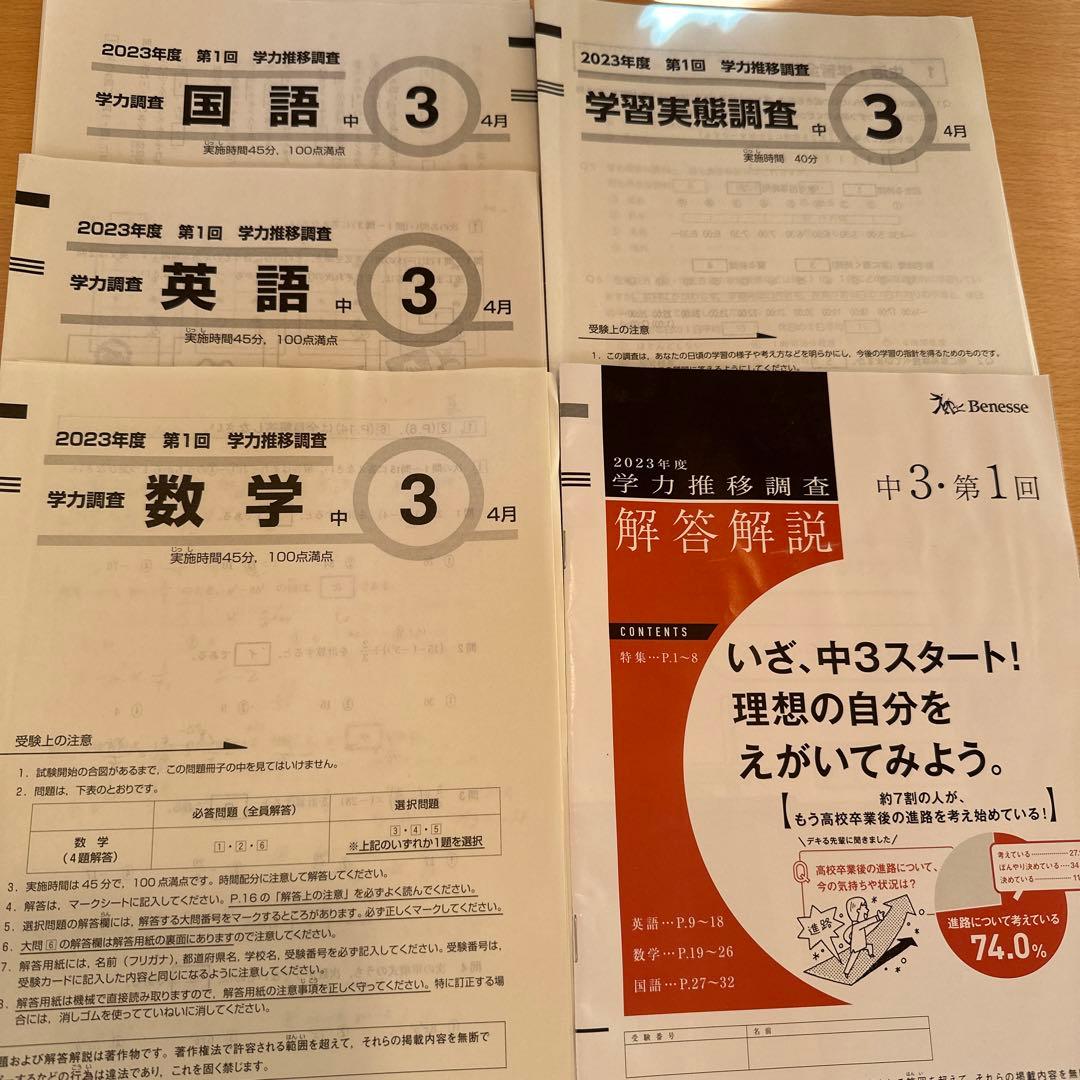 2023年度 第1回 学力推移調査
学力調査 国語 中 3 4月
実施時間45分，100点満点
2023年度 第1回 学力推移調査
学習実態調査 中 3 4月
実施時間 40分
受験上の注意
1．この調査は，あなたの日頃の学習の様子や考え方などを明らかにし，今後の学習の指針を得るためのものです。
2023年度 第1回 学力推移調査
学力調査 英語 中 3 4月
実施時間45分，100点満点
2023年度 第1回 学力推移調査
学力調査 数学 中 3 4月
実施時間45分，100点満点
受験上の注意
1．試験開始の合図があるまで，この問題冊子の中を見てはいけません。
2．問題は，下表のとおりです。
必答問題（全員解答） 選択問題
数学
（4題解答）
1・2・6
3・4・5
※上記のいずれか1題を選択
3．実施時間は45分で，100点満点です。時間配分に注意して解答してください。
4．解答は，マークシートに記入してください。P.16の「解答上の注意」を必ずよく読んでください。
5．選択問題の解答欄には，解答する大問番号をマークするところがあります。必ず正しくマークしてください。
6．大問6の解答欄は解答用紙の裏面にありますので注意してください。
7．解答用紙には，名前（フリガナ），都道府県名，学校名，受験番号を必ず記入してください。受験番号は，
受験カードに記入した内容と同じになるように注意してください。
8．解答用紙は機械で直接読み取りますので，解答用紙の注意事項を正しく守ってください。特に訂正する場
合には，消しゴムを使ってていねいに消してください。
題および解答解説は著作物です。著作権法で許容される範囲を超えて，それらの掲載内容を無断で
ーするなどの行為は違法であり，これを固く禁じます。
Benesse
2023年度
学力推移調査
解答解説
中3・第1回
CONTENTS
特集…P.1〜8
いざ、中3スタート！
理想の自分を
えがいてみよう。
【約7割の人が、
もう高校卒業後の進路を考え始めている！】
\デキる先輩に聞きました/
Q 高校卒業後の進路について、
今の気持ちや状況は？
進路
考えている 27.
ぼんやり決めている 34.
決めている 11
進路について考えている
74.0%
英語…P.9〜18
数学…P.19〜26
国語…P.27〜32
受験番号 名前
範囲を超えて，それらの掲載内容を無